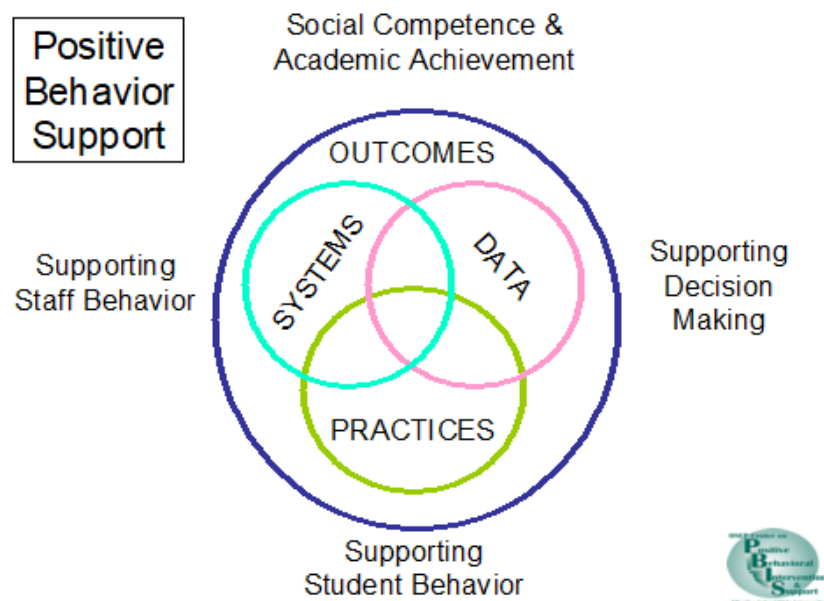 Positive
Behavior
Support
Social Competence &
Academic Achievement
OUTCOMES
SYSTEMS
DATA
PRACTICES
Supporting
Staff Behavior
Supporting
Decision
Making
Supporting
Student Behavior
Positive
Behavioral
Intervention
&
Support